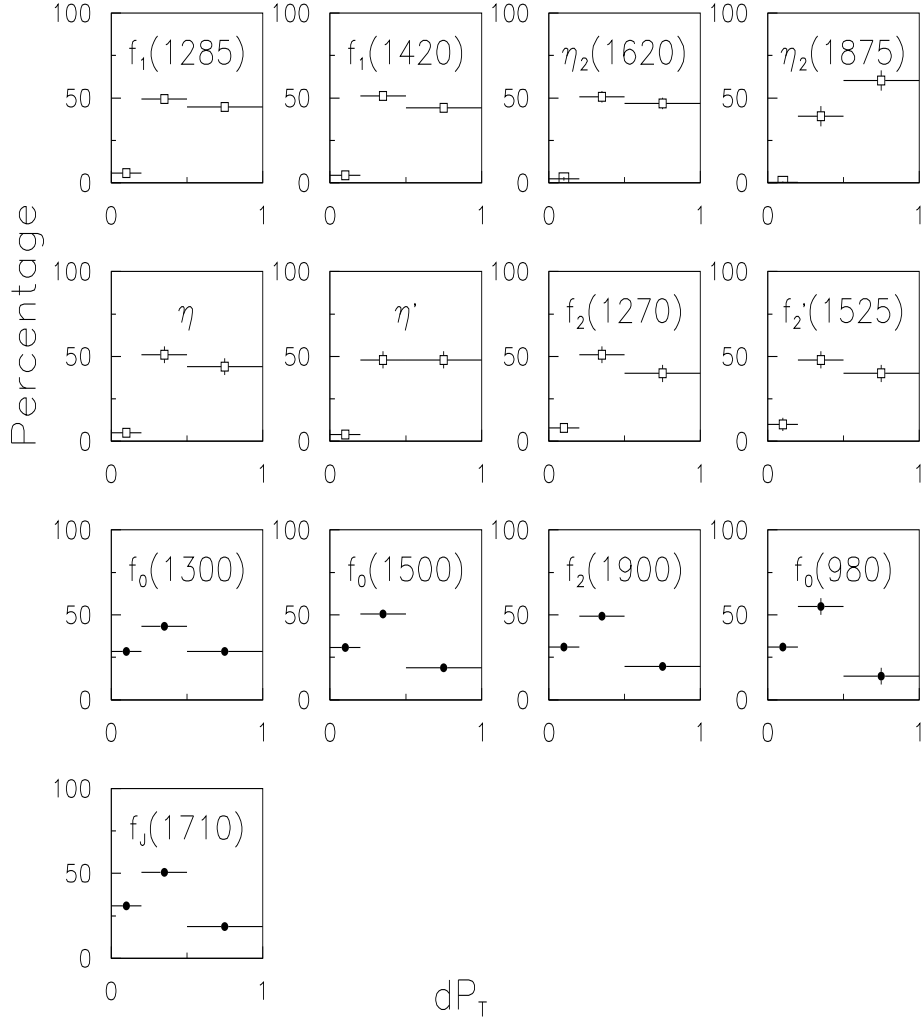 100 100 100 100
f₁(1285) f₁(1420) η₂(1620) η₂(1875)
50 50 50 50
0 0 0 0
0 1 0 1 0 1 0 1
Percentage
100 100 100 100
η η' f₂(1270) f₂'(1525)
50 50 50 50
0 0 0 0
0 1 0 1 0 1 0 1
100 100 100 100
f₀(1300) f₀(1500) f₂(1900) f₀(980)
50 50 50 50
0 0 0 0
0 1 0 1 0 1 0 1
100
f_J(1710)
50
0
0 1
dP_T